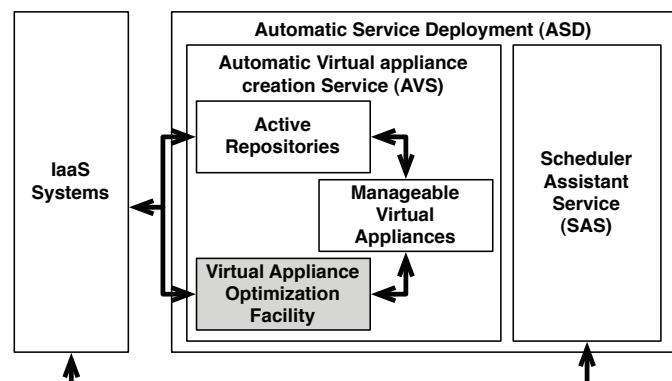 Automatic Service Deployment (ASD)
Automatic Virtual appliance
creation Service (AVS)
Active
Repositories
IaaS
Systems
Manageable
Virtual
Appliances
Virtual Appliance
Optimization
Facility
Scheduler
Assistant
Service
(SAS)